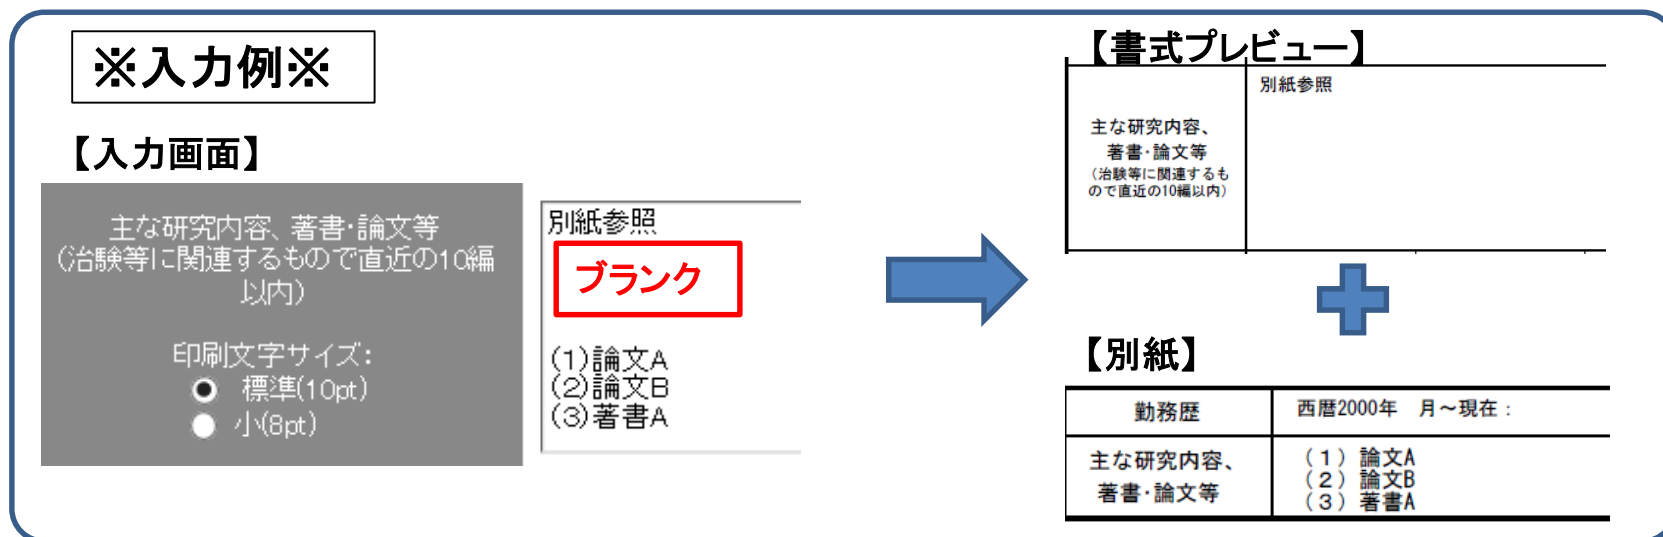 ※入力例※
【入力画面】
主な研究内容、著書・論文等
(治験等に関連するもので直近の10編
以内)
印刷文字サイズ:
標準(10pt)
小(8pt)
別紙参照
ブランク
(1)論文A
(2)論文B
(3)著書A
【書式プレビュー】
主な研究内容、
著書・論文等
(治験等に関連するも
ので直近の10編以内)
別紙参照
【別紙】
勤務歴
西暦2000年　月～現在:
主な研究内容、
著書・論文等
(1)論文A
(2)論文B
(3)著書A